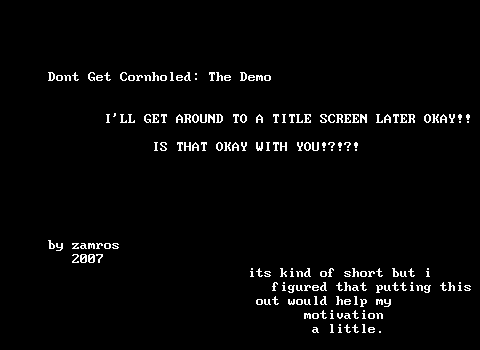 Dont Get Cornholed: The Demo
I'LL GET AROUND TO A TITLE SCREEN LATER OKAY!!
IS THAT OKAY WITH YOU!?!?!
by zamros
2007
its kind of short but i
figured that putting this
out would help my
motivation
a little.